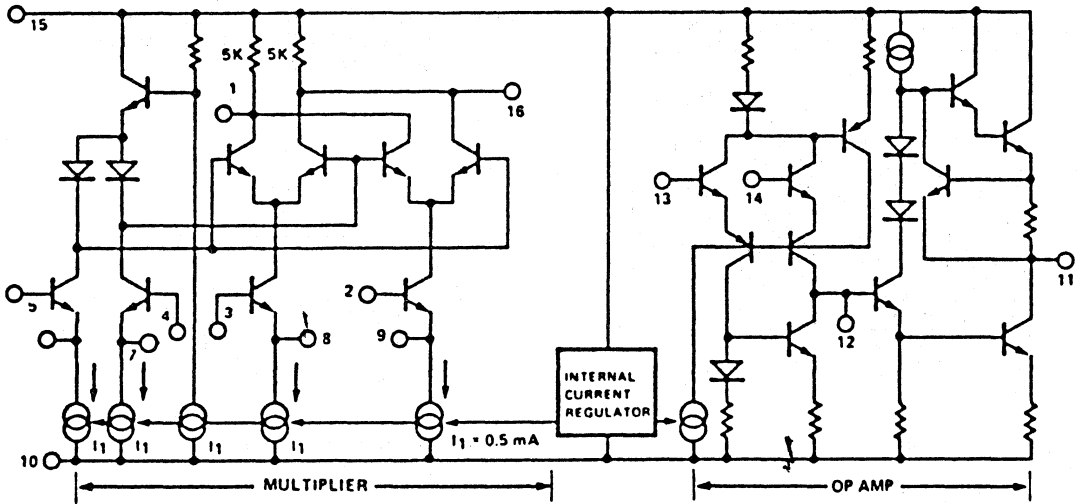 15
5K 5K
1
16
13
14
5
4
3
2
11
7
8
9
12
INTERNAL
CURRENT
REGULATOR
I1 I1 I1 I1 I1 = 0.5 mA
10
MULTIPLIER
OP AMP